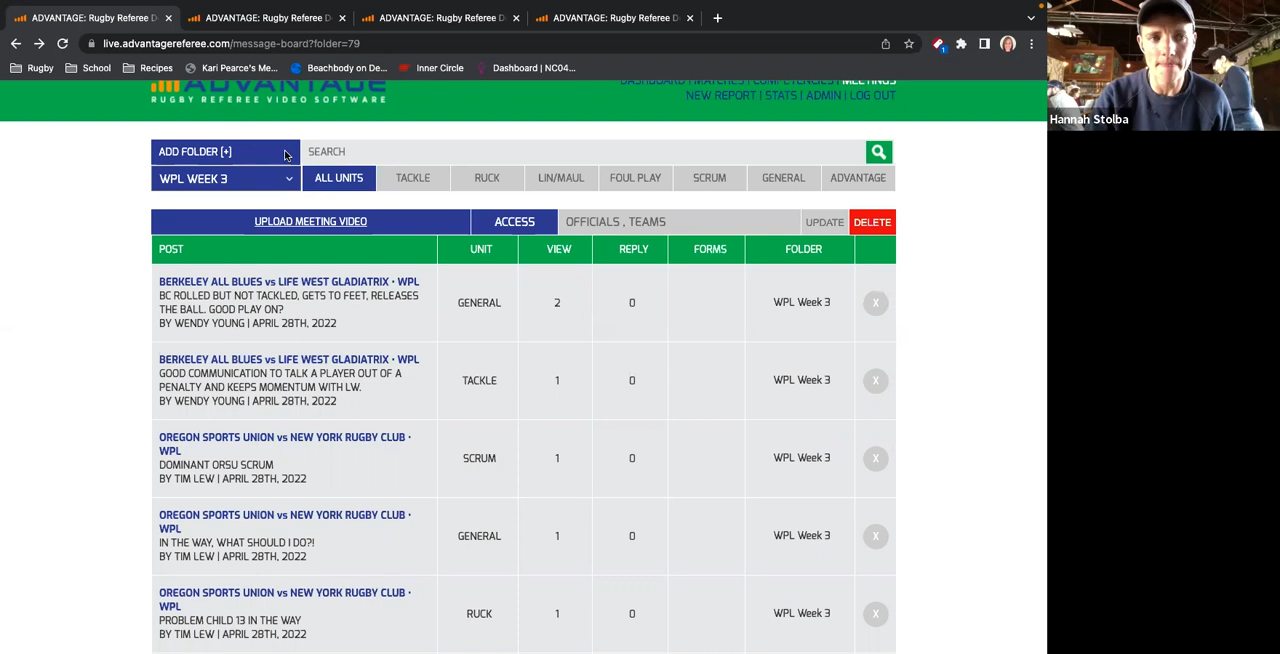 ADVANTAGE: Rugby Referee D
ADVANTAGE: Rugby Referee D
ADVANTAGE: Rugby Referee D
ADVANTAGE: Rugby Referee D
live.advantagereferee.com/message-board?folder=79
1
Rugby
School
Recipes
Kari Pearce's Me...
Beachbody on De...
Inner Circle
Dashboard | NC04...
Hannah Stolba
ADVANTAGE
RUGBY REFEREE VIDEO SOFTWARE
DASHBOARD | MATCHES | COMPETENCIES | MEETINGS
NEW REPORT | STATS | ADMIN | LOG OUT
ADD FOLDER [+]
SEARCH
WPL WEEK 3
ALL UNITS
TACKLE
RUCK
LIN/MAUL
FOUL PLAY
SCRUM
GENERAL
ADVANTAGE
UPLOAD MEETING VIDEO
ACCESS
OFFICIALS , TEAMS
UPDATE
DELETE
POST
UNIT
VIEW
REPLY
FORMS
FOLDER
BERKELEY ALL BLUES vs LIFE WEST GLADIATRIX • WPL
BC ROLLED BUT NOT TACKLED, GETS TO FEET, RELEASES
THE BALL. GOOD PLAY ON?
BY WENDY YOUNG | APRIL 28TH, 2022
GENERAL
2
0
WPL Week 3
X
BERKELEY ALL BLUES vs LIFE WEST GLADIATRIX • WPL
GOOD COMMUNICATION TO TALK A PLAYER OUT OF A
PENALTY AND KEEPS MOMENTUM WITH LW.
BY WENDY YOUNG | APRIL 28TH, 2022
TACKLE
1
0
WPL Week 3
X
OREGON SPORTS UNION vs NEW YORK RUGBY CLUB •
WPL
DOMINANT ORSU SCRUM
BY TIM LEW | APRIL 28TH, 2022
SCRUM
1
0
WPL Week 3
X
OREGON SPORTS UNION vs NEW YORK RUGBY CLUB •
WPL
IN THE WAY, WHAT SHOULD I DO?!
BY TIM LEW | APRIL 28TH, 2022
GENERAL
1
0
WPL Week 3
X
OREGON SPORTS UNION vs NEW YORK RUGBY CLUB •
WPL
PROBLEM CHILD 13 IN THE WAY
BY TIM LEW | APRIL 28TH, 2022
RUCK
1
0
WPL Week 3
X